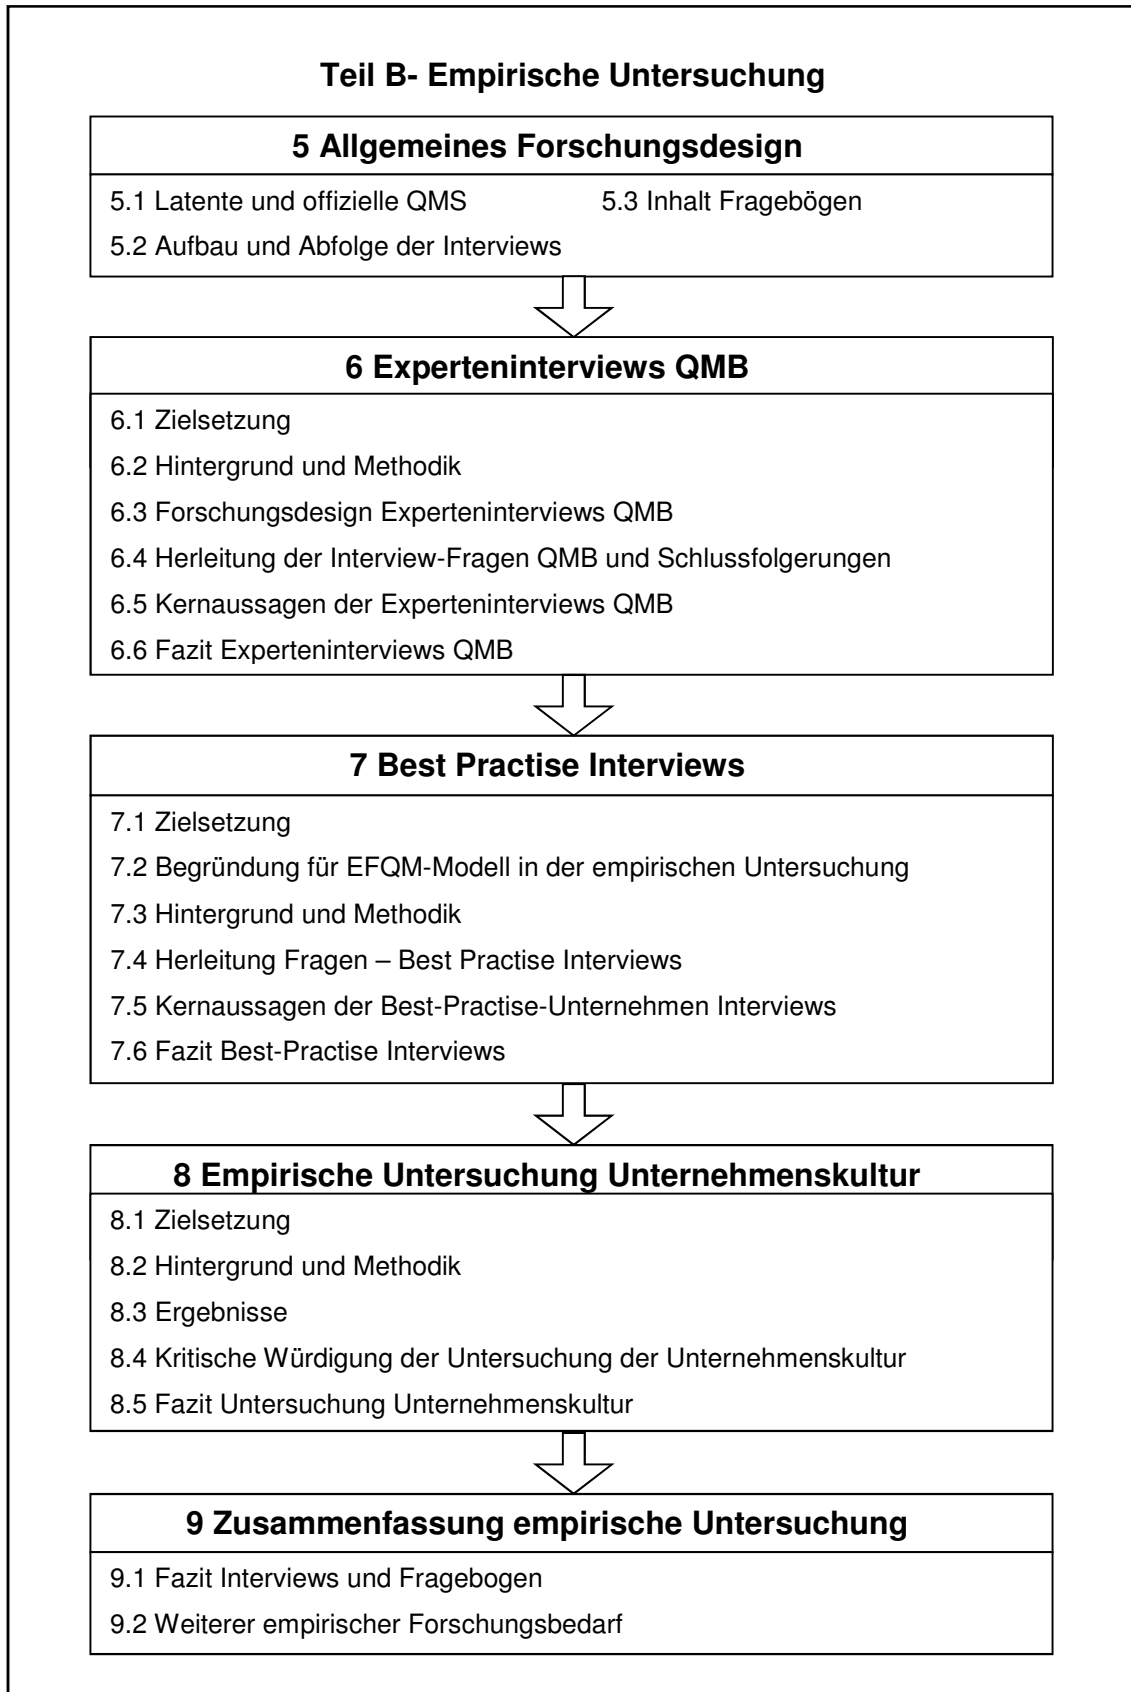 Teil B- Empirische Untersuchung
5 Allgemeines Forschungsdesign
5.1 Latente und offizielle QMS 5.3 Inhalt Fragebögen
5.2 Aufbau und Abfolge der Interviews
6 Experteninterviews QMB
6.1 Zielsetzung
6.2 Hintergrund und Methodik
6.3 Forschungsdesign Experteninterviews QMB
6.4 Herleitung der Interview-Fragen QMB und Schlussfolgerungen
6.5 Kernaussagen der Experteninterviews QMB
6.6 Fazit Experteninterviews QMB
7 Best Practise Interviews
7.1 Zielsetzung
7.2 Begründung für EFQM-Modell in der empirischen Untersuchung
7.3 Hintergrund und Methodik
7.4 Herleitung Fragen – Best Practise Interviews
7.5 Kernaussagen der Best-Practise-Unternehmen Interviews
7.6 Fazit Best-Practise Interviews
8 Empirische Untersuchung Unternehmenskultur
8.1 Zielsetzung
8.2 Hintergrund und Methodik
8.3 Ergebnisse
8.4 Kritische Würdigung der Untersuchung der Unternehmenskultur
8.5 Fazit Untersuchung Unternehmenskultur
9 Zusammenfassung empirische Untersuchung
9.1 Fazit Interviews und Fragebogen
9.2 Weiterer empirischer Forschungsbedarf